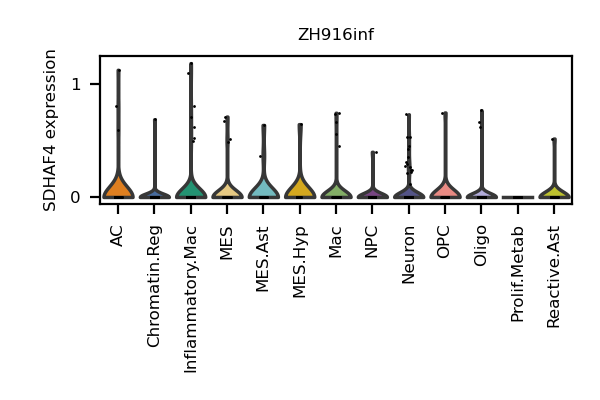 ZH916inf
SDHAF4 expression
1
0
AC
Chromatin.Reg
Inflammatory.Mac
MES
MES.Ast
MES.Hyp
Mac
NPC
Neuron
OPC
Oligo
Prolif.Metab
Reactive.Ast